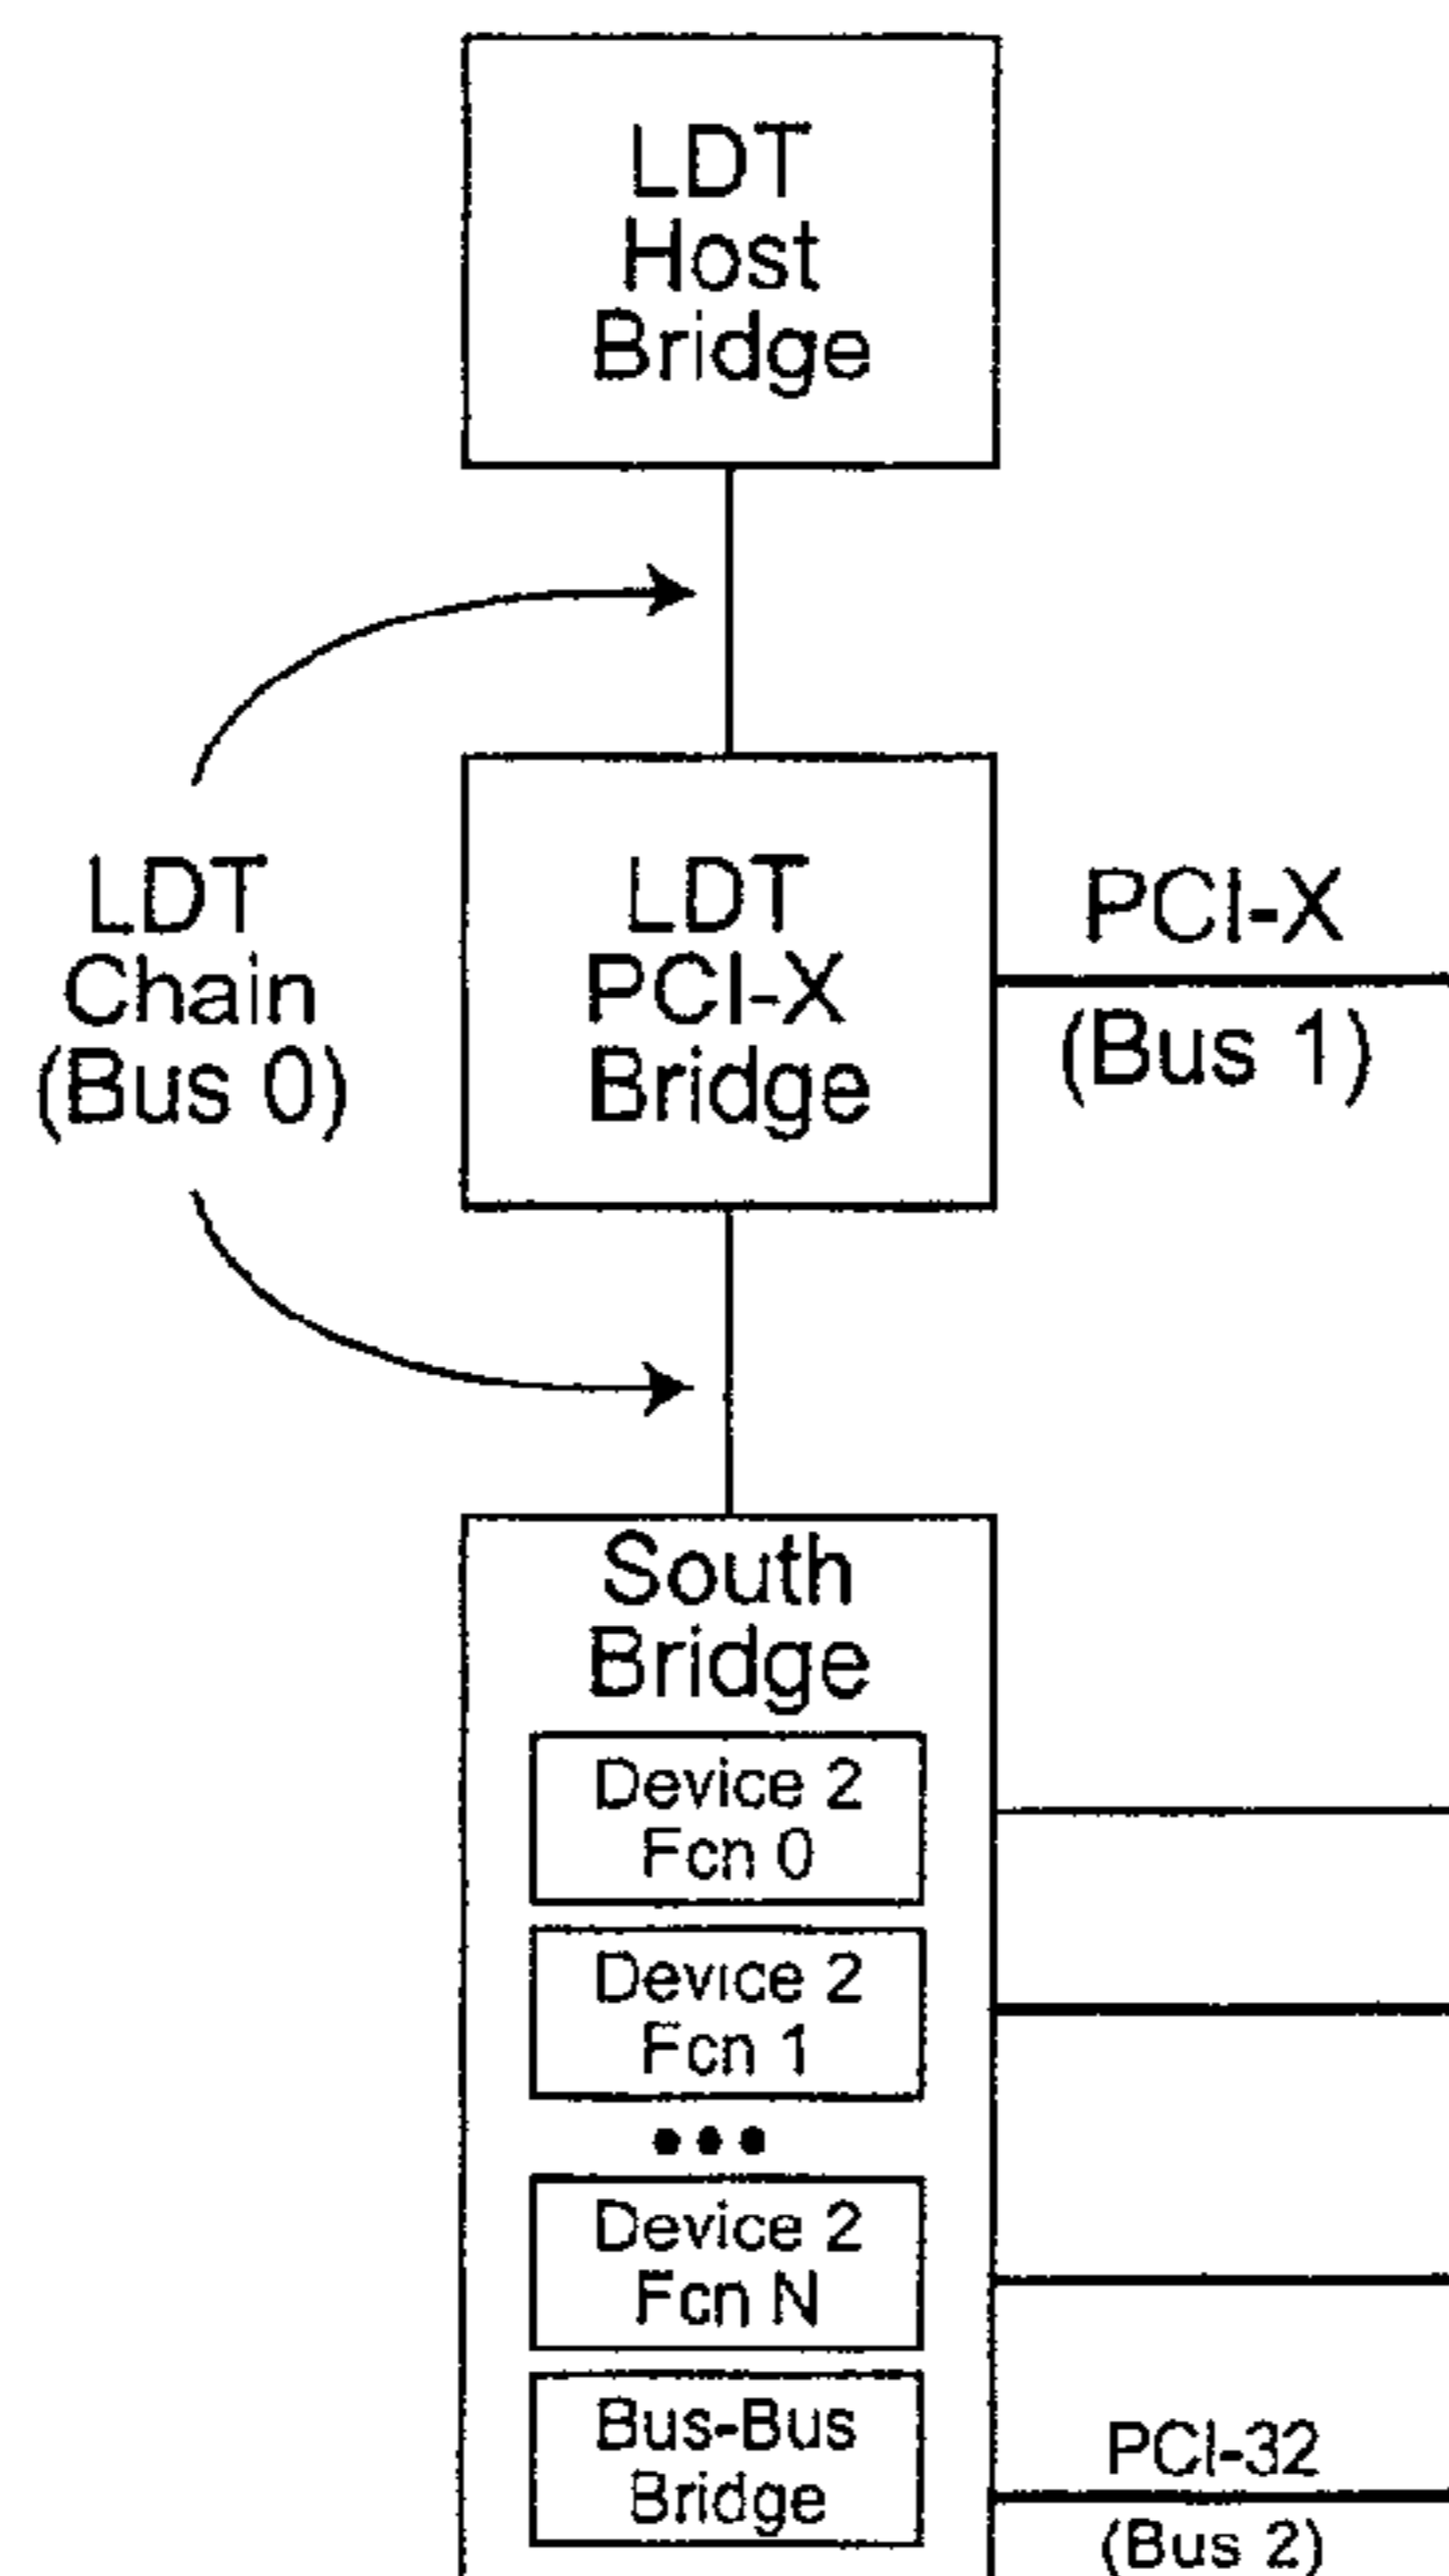 LDT
Host
Bridge
LDT
Chain
(Bus 0)
LDT
PCI-X
Bridge
PCI-X
(Bus 1)
South
Bridge
Device 2
Fcn 0
Device 2
Fcn 1
•••
Device 2
Fcn N
Bus-Bus
Bridge
PCI-32
(Bus 2)